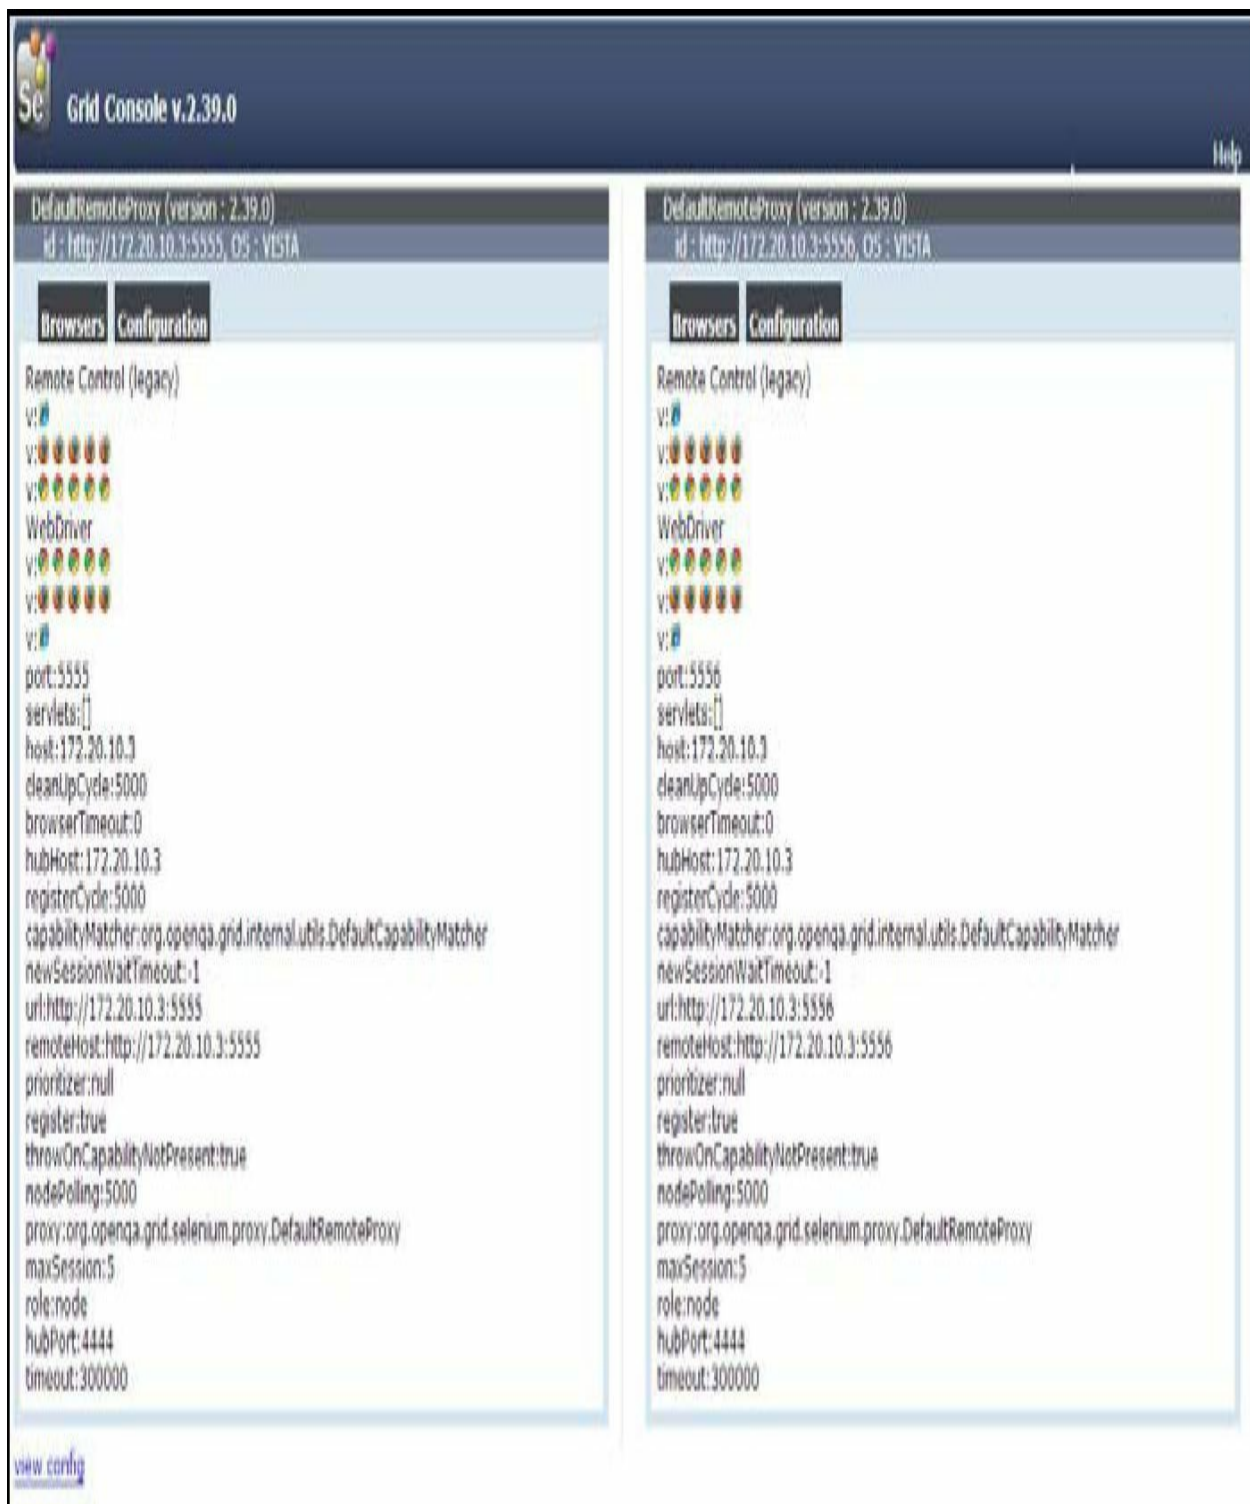 Se
Grid Console v.2.39.0
Help
DefaultRemoteProxy (version : 2.39.0)
id : http://172.20.10.3:5555, OS : VISTA
Browsers Configuration
Remote Control (legacy)
v:
v:
v:
WebDriver
v:
v:
v:
port:5555
servlets:[]
host:172.20.10.3
cleanUpCycle:5000
browserTimeout:0
hubHost:172.20.10.3
registerCycle:5000
capabilityMatcher:org.openqa.grid.internal.utils.DefaultCapabilityMatcher
newSessionWaitTimeout:-1
url:http://172.20.10.3:5555
remoteHost:http://172.20.10.3:5555
prioritizer:null
register:true
throwOnCapabilityNotPresent:true
nodePolling:5000
proxy:org.openqa.grid.selenium.proxy.DefaultRemoteProxy
maxSession:5
role:node
hubPort:4444
timeout:300000
DefaultRemoteProxy (version : 2.39.0)
id : http://172.20.10.3:5556, OS : VISTA
Browsers Configuration
Remote Control (legacy)
v:
v:
v:
WebDriver
v:
v:
v:
port:5556
servlets:[]
host:172.20.10.3
cleanUpCycle:5000
browserTimeout:0
hubHost:172.20.10.3
registerCycle:5000
capabilityMatcher:org.openqa.grid.internal.utils.DefaultCapabilityMatcher
newSessionWaitTimeout:-1
url:http://172.20.10.3:5556
remoteHost:http://172.20.10.3:5556
prioritizer:null
register:true
throwOnCapabilityNotPresent:true
nodePolling:5000
proxy:org.openqa.grid.selenium.proxy.DefaultRemoteProxy
maxSession:5
role:node
hubPort:4444
timeout:300000
view config